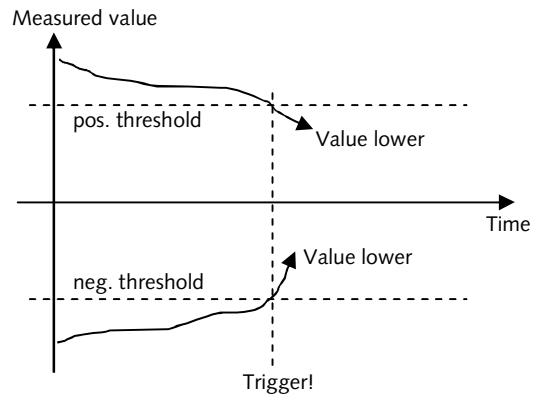 Measured value
pos. threshold
Value lower
Time
Value lower
neg. threshold
Trigger!